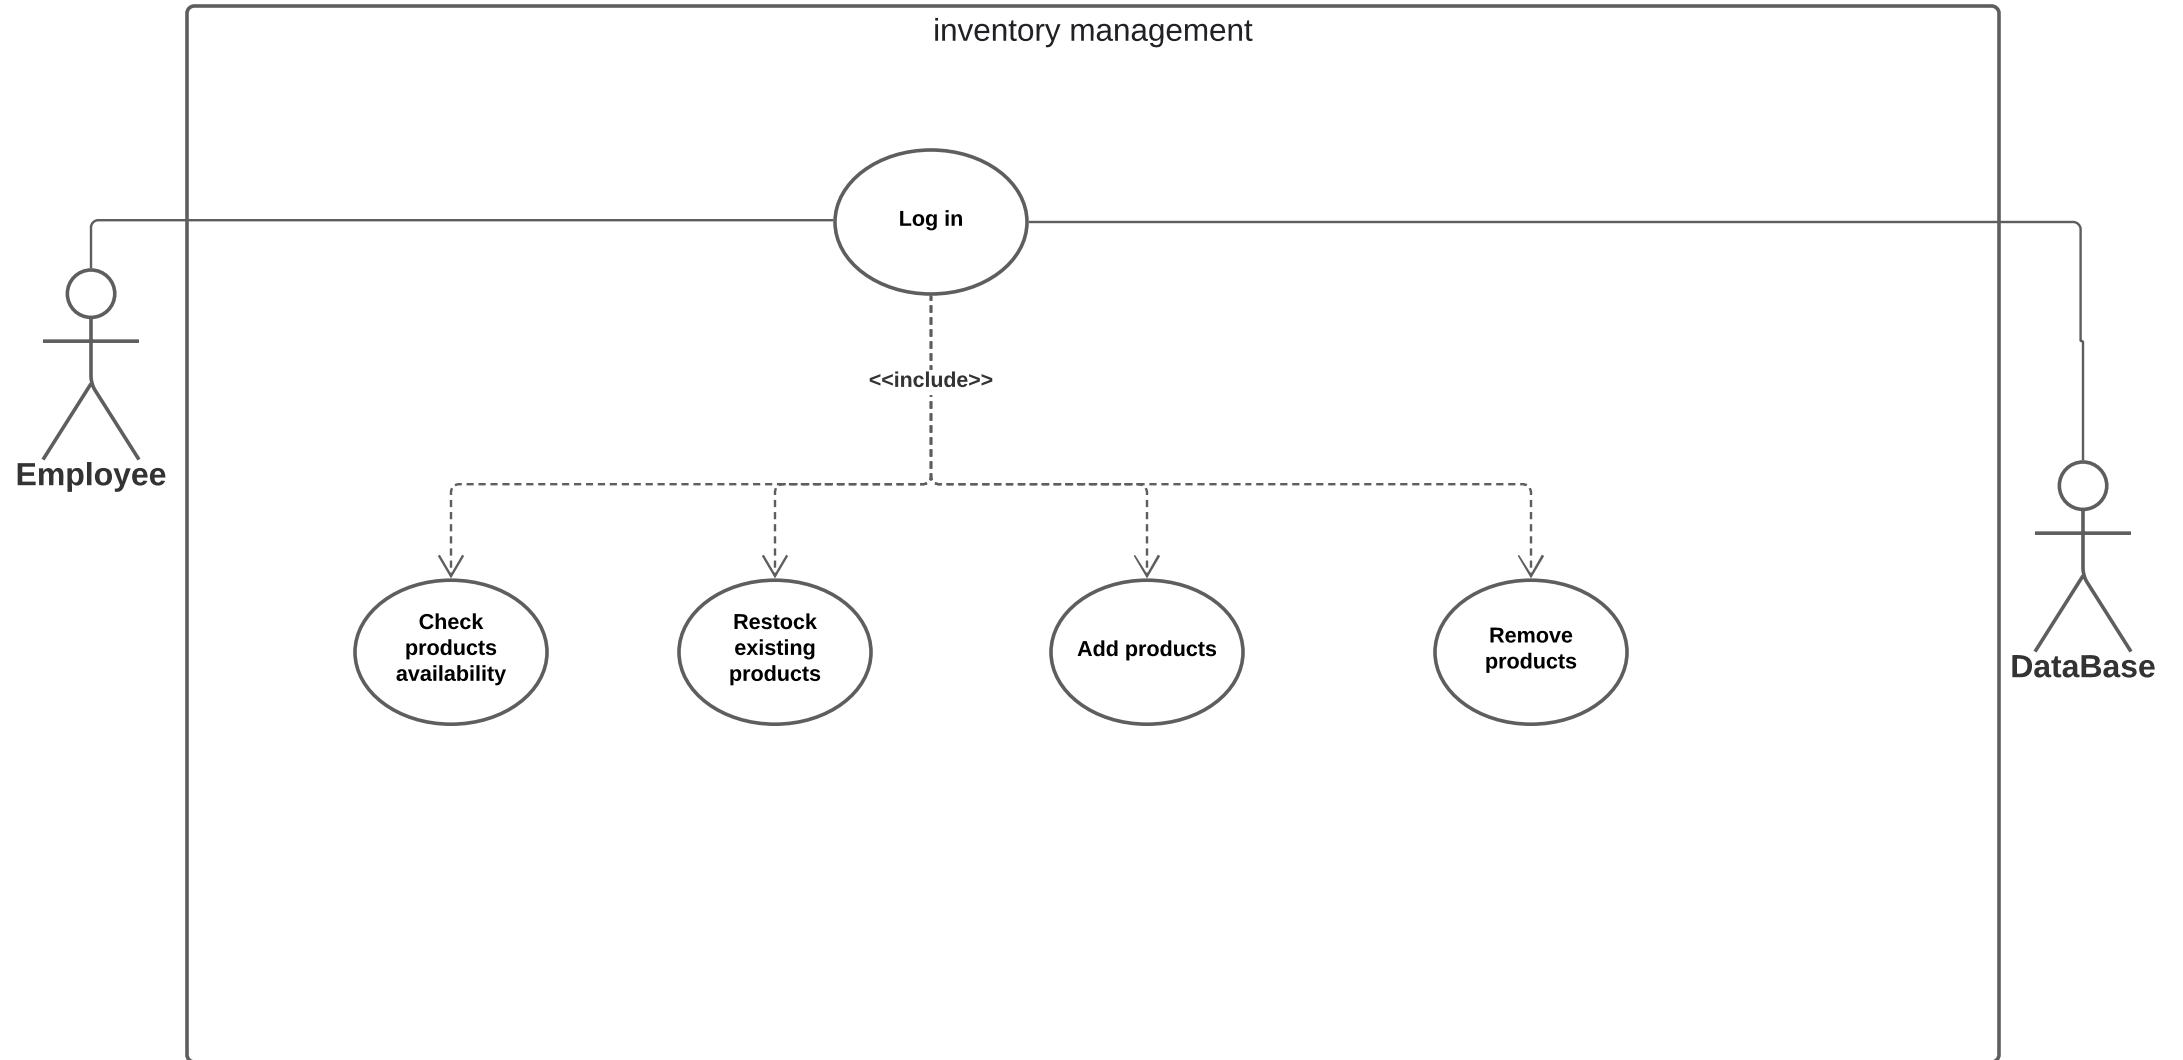 inventory management
Log in
<<include>>
Employee
Check
products
availability
Restock
existing
products
Add products
Remove
products
DataBase